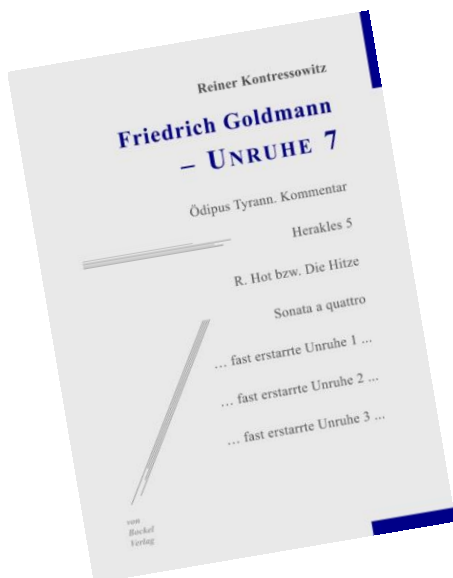 Reiner Kontressowitz
Friedrich Goldmann
– UNRUHE 7
Ödipus Tyrann. Kommentar
Herakles 5
R. Hot bzw. Die Hitze
Sonata a quattro
... fast erstarrte Unruhe 1 ...
... fast erstarrte Unruhe 2 ...
... fast erstarrte Unruhe 3 ...
von
Bockel
Verlag